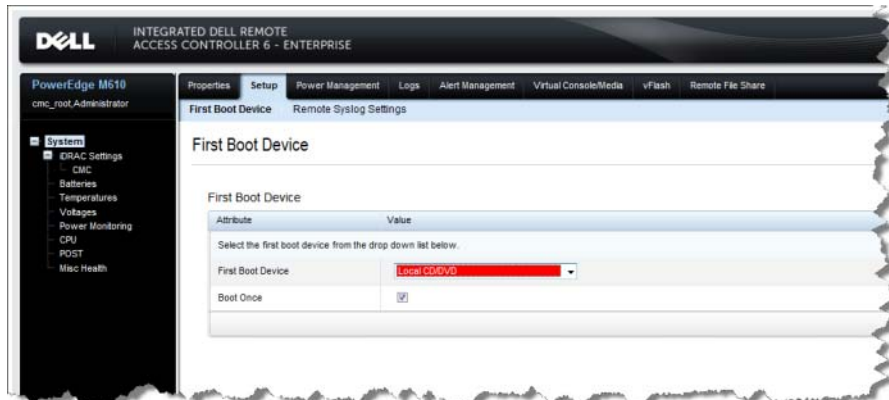 DELL
INTEGRATED DELL REMOTE
ACCESS CONTROLLER 6 - ENTERPRISE
PowerEdge M610
cmc_root,Administrator
System
iDRAC Settings
CMC
Batteries
Temperatures
Voltages
Power Monitoring
CPU
POST
Misc Health
Properties Setup Power Management Logs Alert Management Virtual Console/Media vFlash Remote File Share
First Boot Device Remote Syslog Settings
First Boot Device
First Boot Device
Attribute Value
Select the first boot device from the drop down list below.
First Boot Device Local CD/DVD
Boot Once